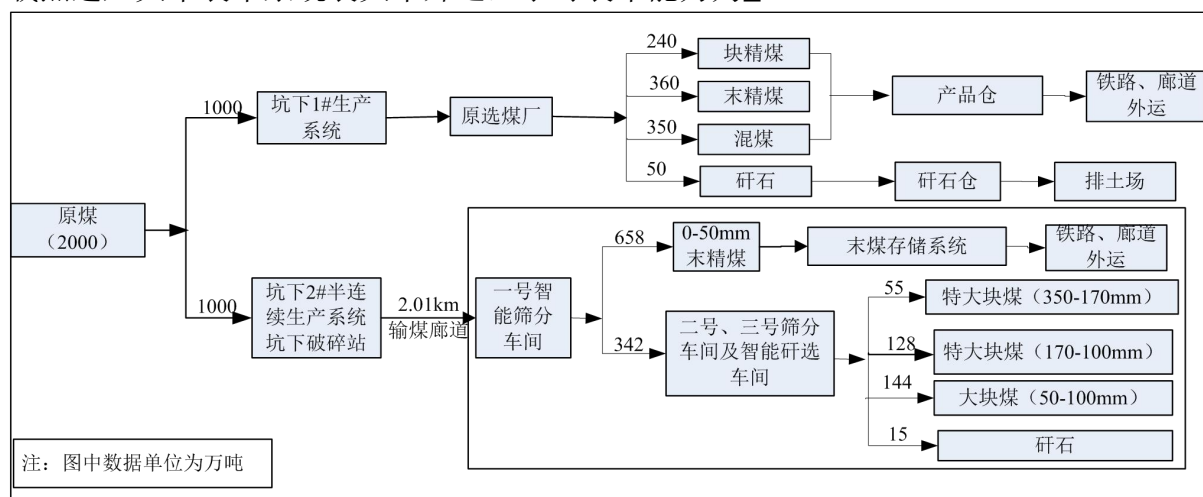 240
块精煤
360
末精煤
产品仓
铁路、廊道
外运
1000
坑下1#生产
系统
原选煤厂
350
混煤
50
矸石
矸石仓
排土场
原煤
（2000）
658
0-50mm
末精煤
末煤存储系统
铁路、廊道
外运
1000
坑下2#半连
续生产系统
坑下破碎站
2.01km
输煤廊道
一号智
能筛分
车间
55
特大块煤（350-170mm）
342
二号、三号筛分
车间及智能矸选
车间
128
特大块煤（170-100mm）
144
大块煤（50-100mm）
15
矸石
注：图中数据单位为万吨